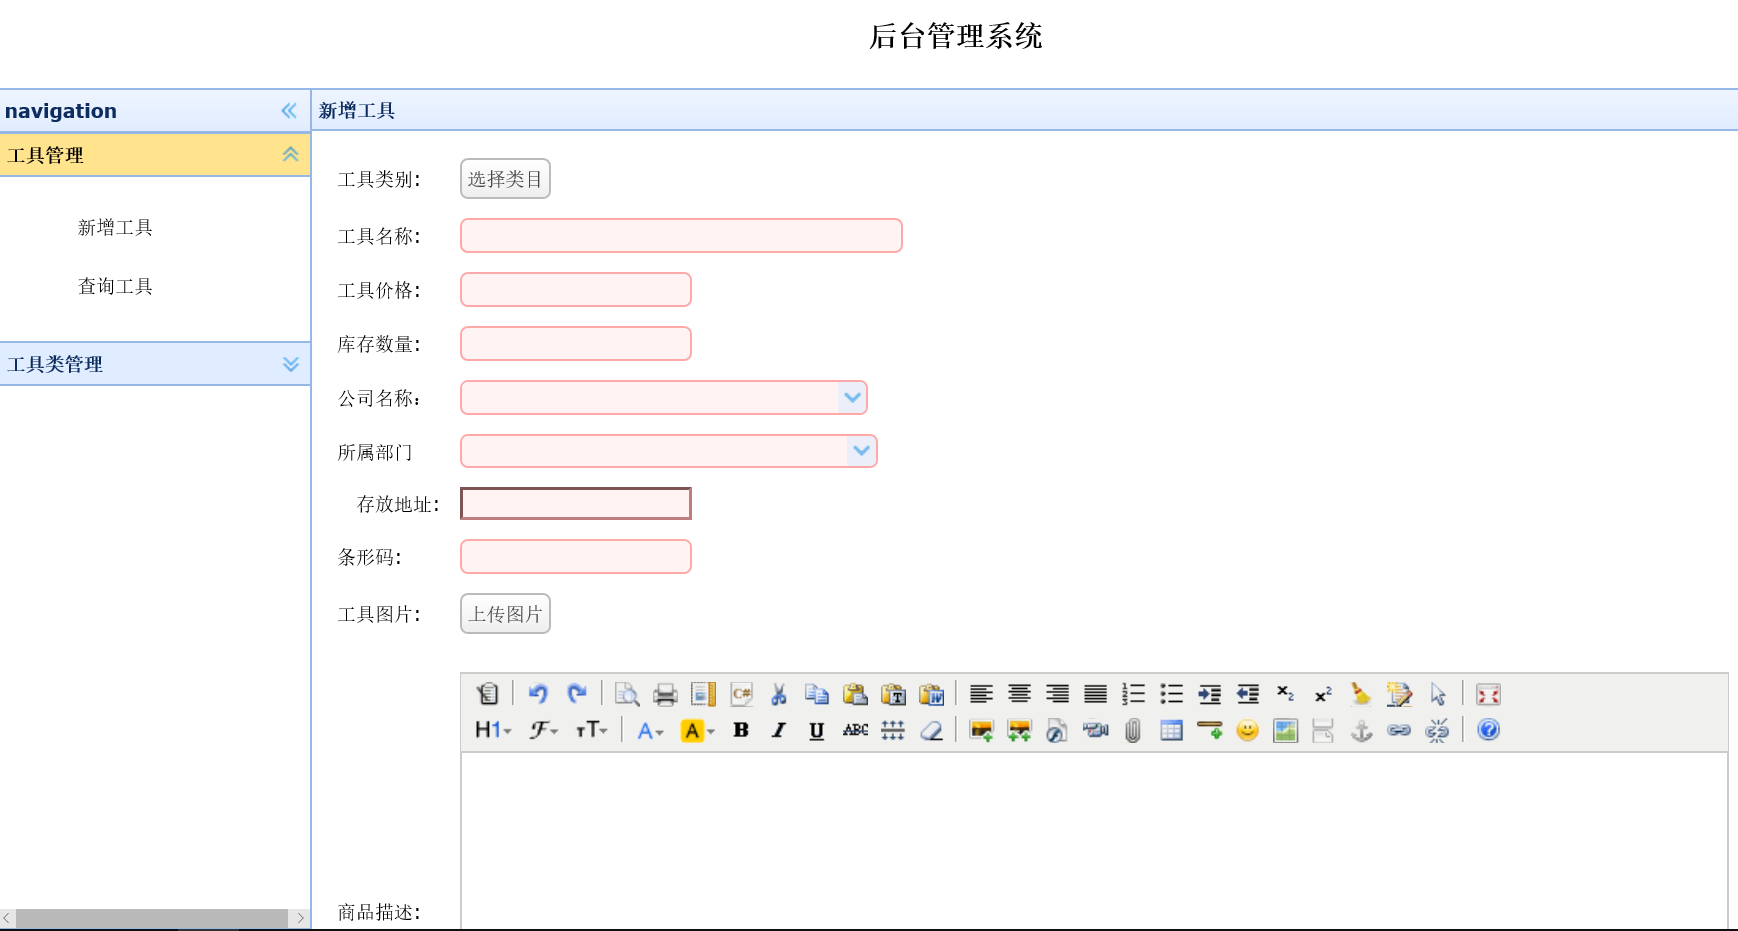 后台管理系统
navigation
工具管理
新增工具
查询工具
工具类管理
新增工具
工具类别: 选择类目
工具名称:
工具价格:
库存数量:
公司名称:
所属部门
存放地址:
条形码:
工具图片: 上传图片
C# T W
H1 F TT A A B I U ABC
商品描述: